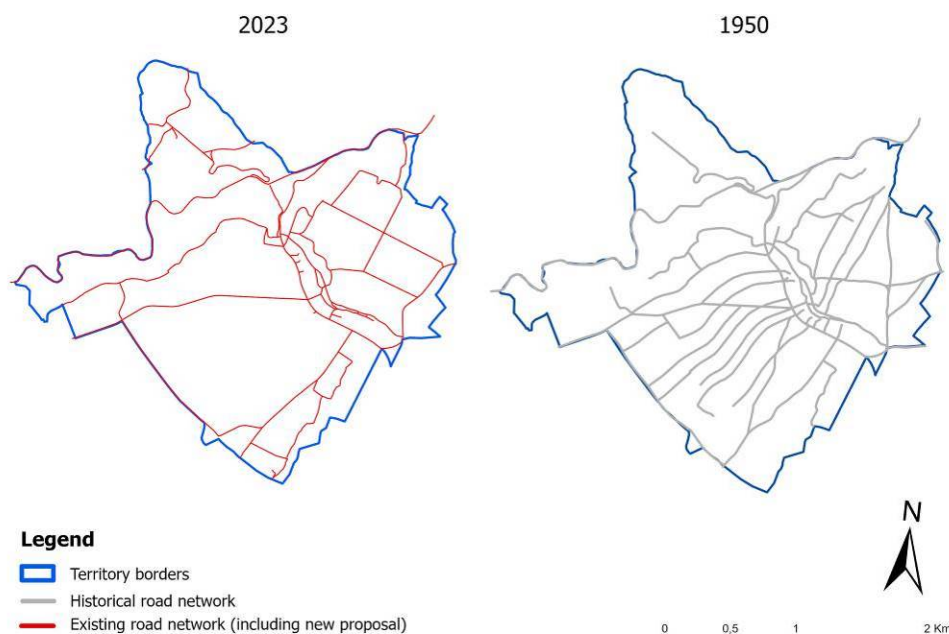 2023
1950
Legend
Territory borders
Historical road network
Existing road network (including new proposal)
N
0 0,5 1 2 Km